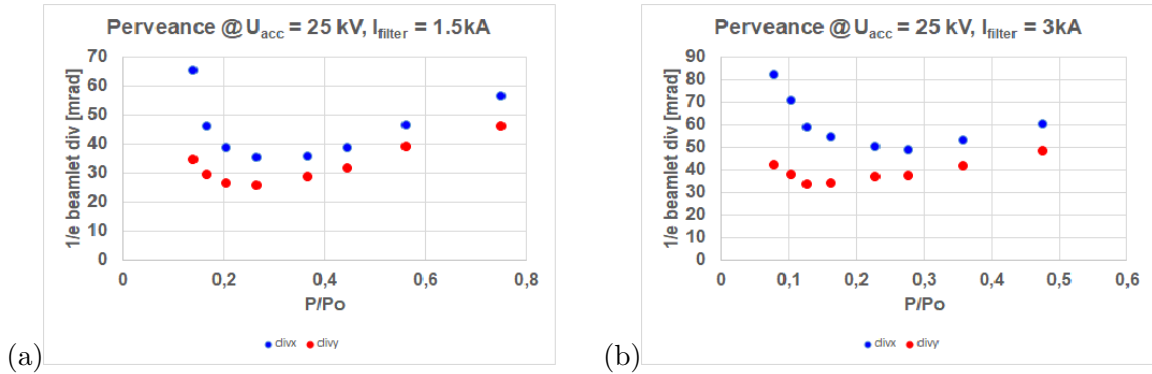 Perveance @ Uacc = 25 kV, Ifilter = 1.5kA
70
60
50
40
30
20
10
0
1/e beamlet div [mrad]
0 0,2 0,4 0,6 0,8
P/Po
divx divy
(a)
Perveance @ Uacc = 25 kV, Ifilter = 3kA
90
80
70
60
50
40
30
20
10
0
1/e beamlet div [mrad]
0 0,1 0,2 0,3 0,4 0,5 0,6
P/Po
divx divy
(b)